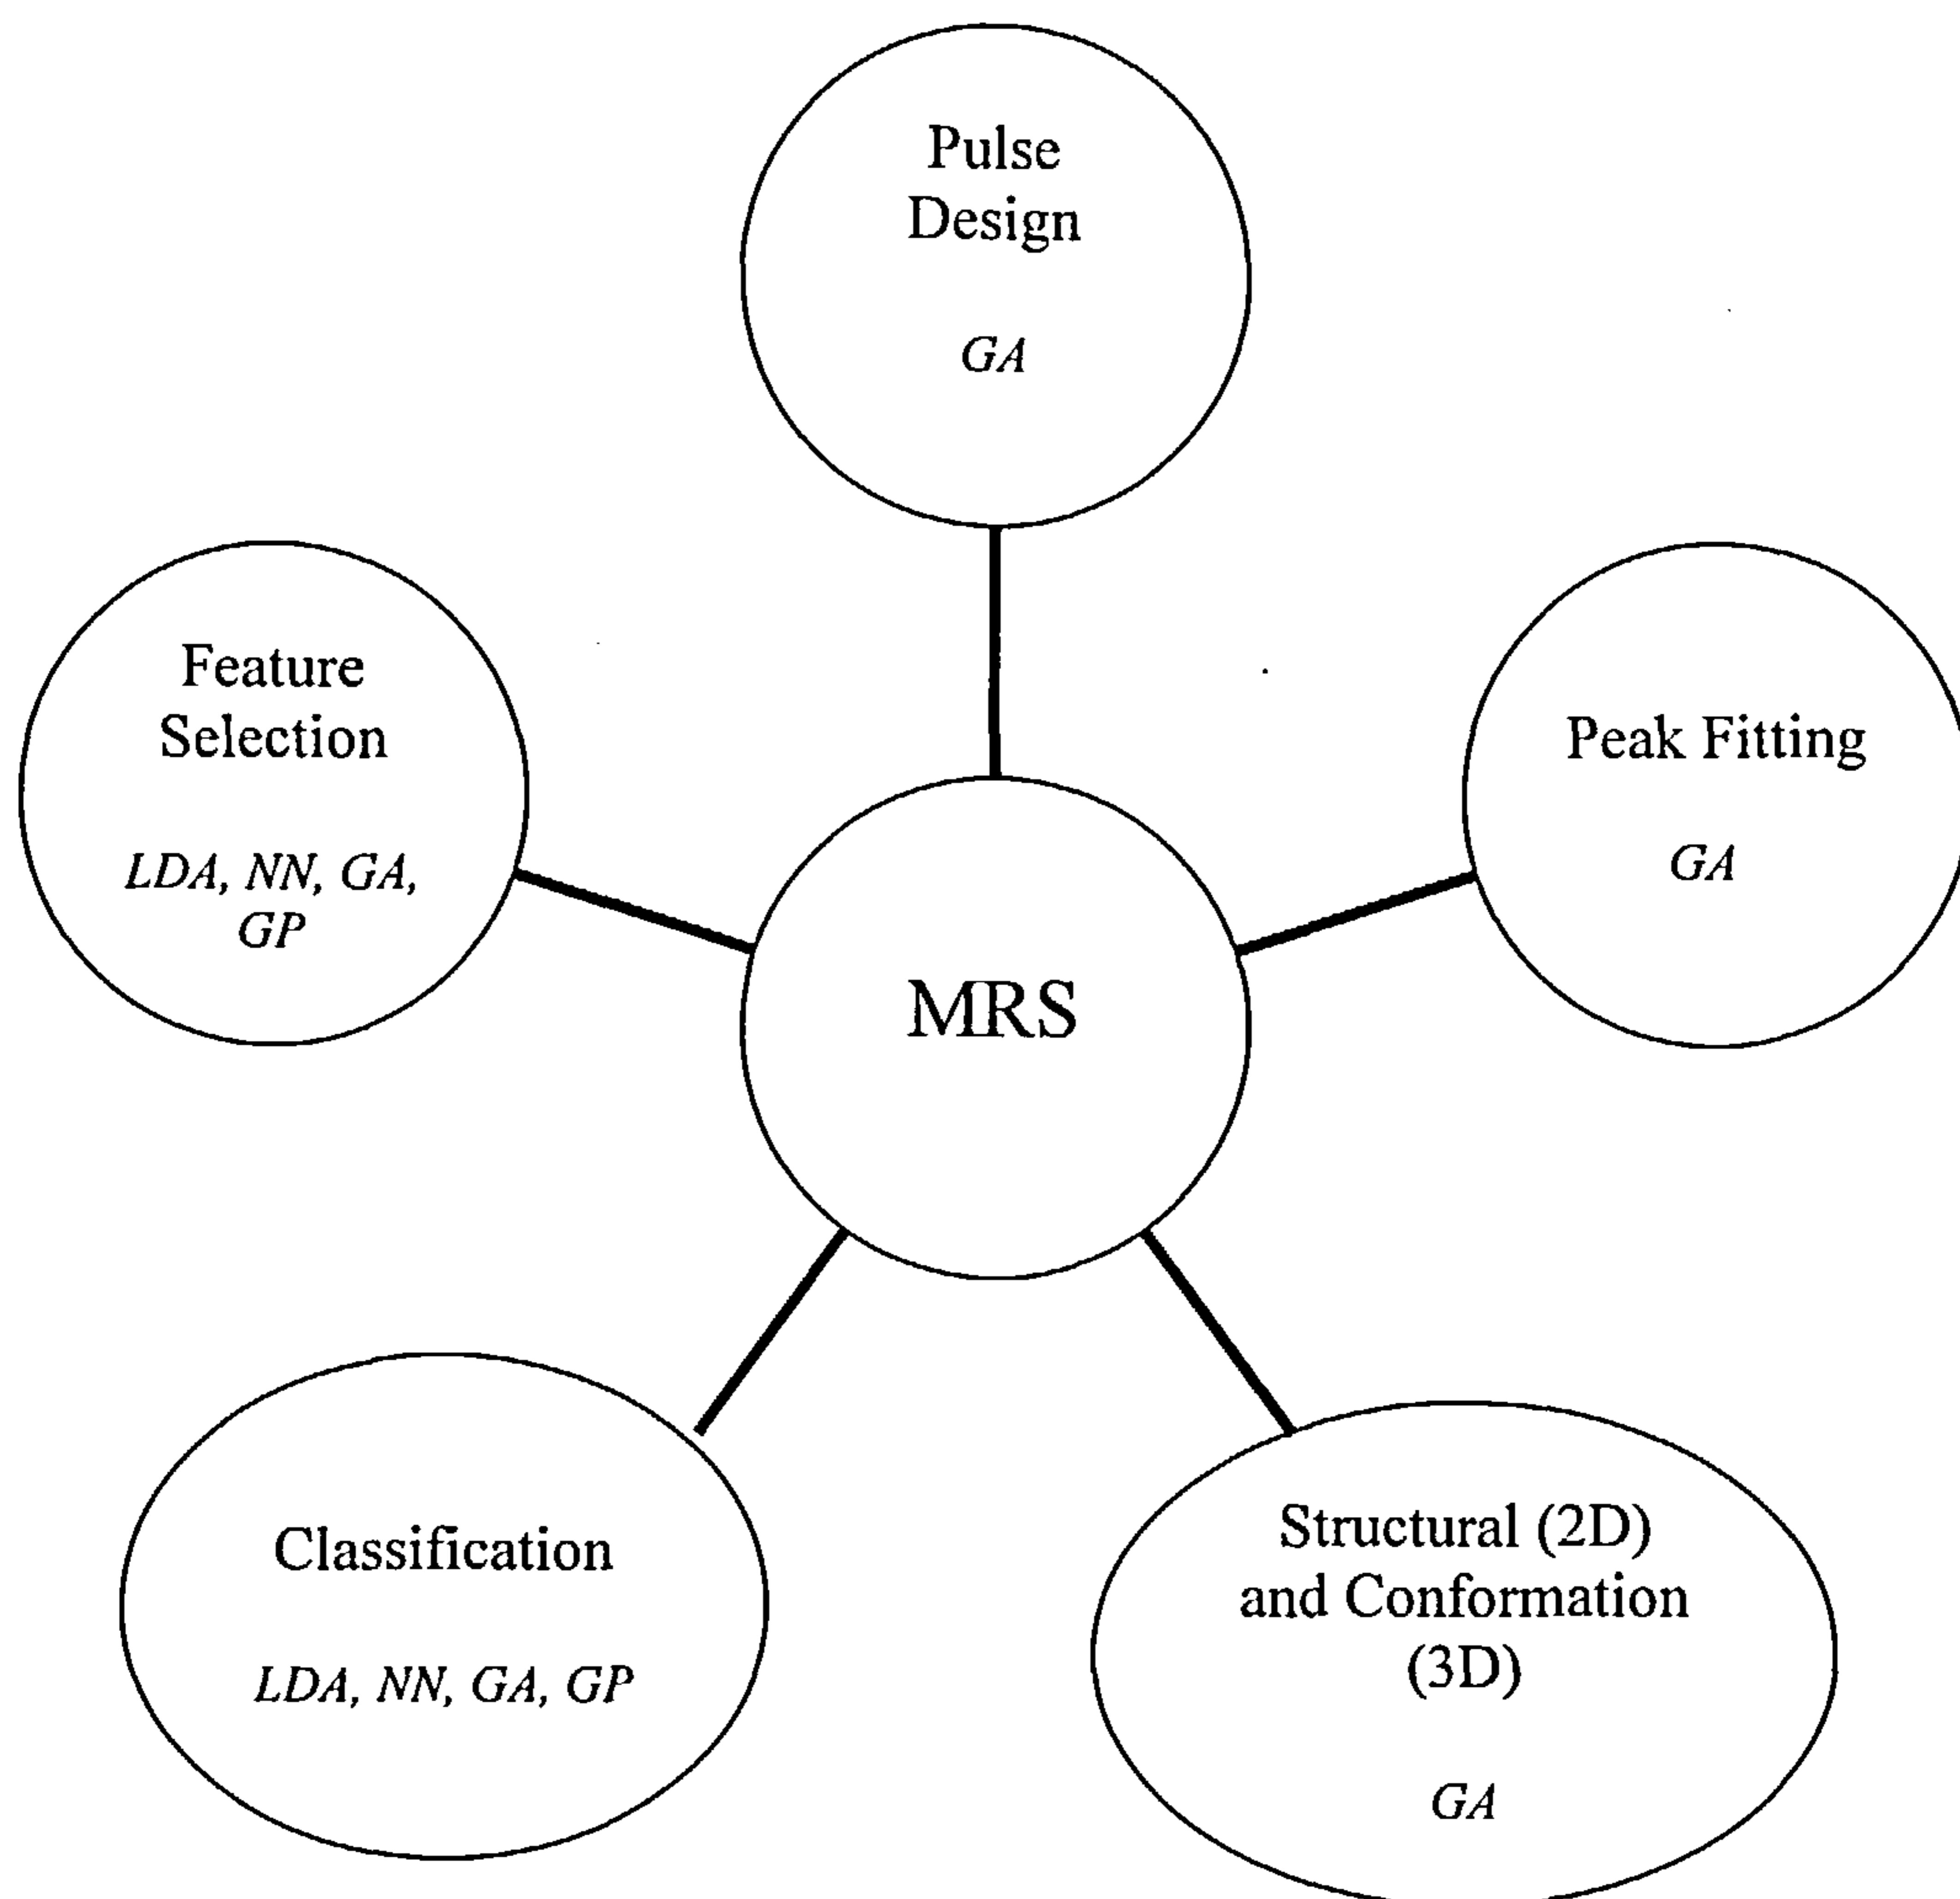 Pulse
Design
GA
Feature
Selection
LDA, NN, GA,
GP
Peak Fitting
GA
MRS
Classification
LDA, NN, GA, GP
Structural (2D)
and Conformation
(3D)
GA